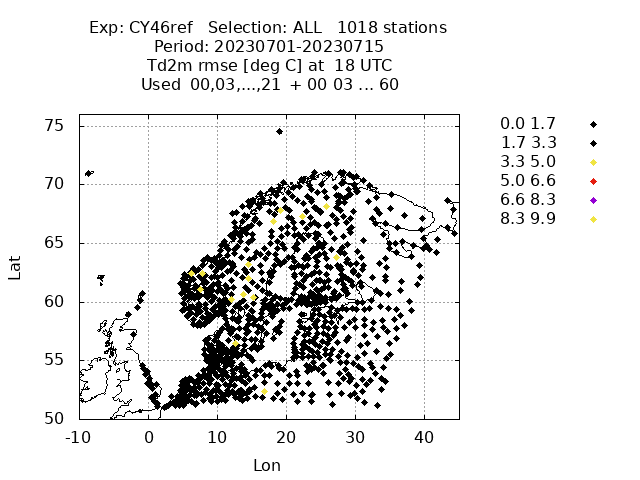 Exp: CY46ref   Selection: ALL   1018 stations
Period: 20230701-20230715
Td2m rmse [deg C] at  18 UTC
Used  00,03,...,21  + 00 03 ... 60
0.0 1.7
1.7 3.3
3.3 5.0
5.0 6.6
6.6 8.3
8.3 9.9
75
70
65
60
55
50
Lat
-10 0 10 20 30 40
Lon